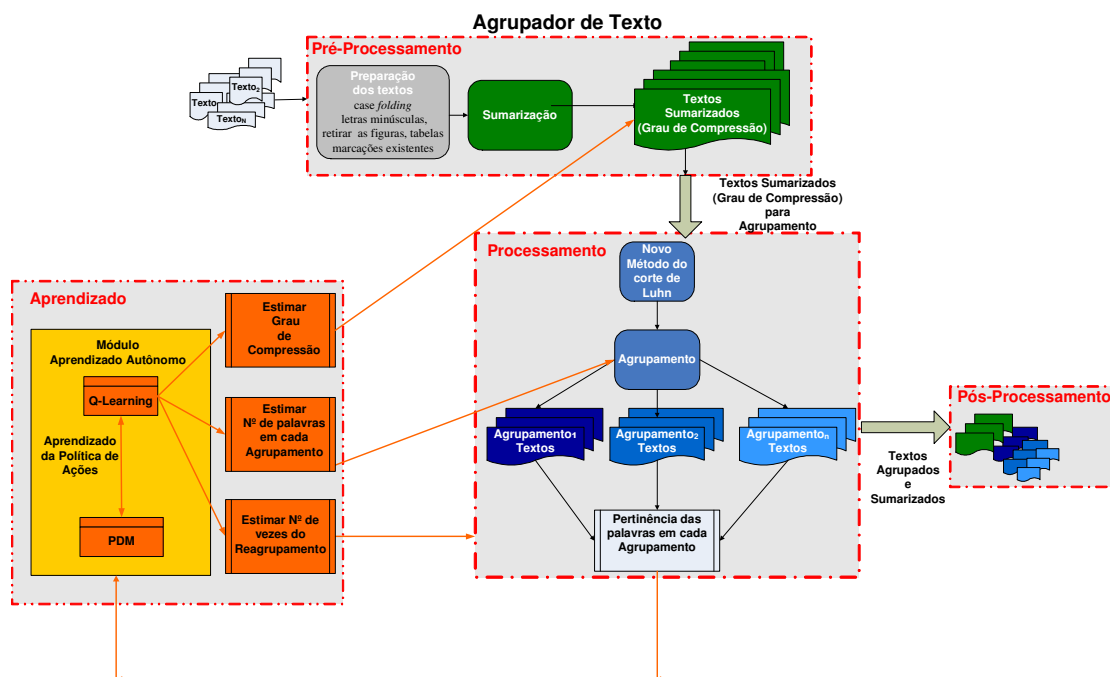 Agrupador de Texto
Pré-Processamento
Texto2
Texto
TextoN
Preparação
dos textos
case folding
letras minúsculas,
retirar as figuras, tabelas
marcações existentes
Sumarização
Textos
Sumarizados
(Grau de Compressão)
Textos Sumarizados
(Grau de Compressão)
para
Agrupamento
Processamento
Novo
Método do
corte de
Luhn
Agrupamento
Agrupamento1
Textos
Agrupamento2
Textos
Agrupamenton
Textos
Pertinência das
palavras em cada
Agrupamento
Aprendizado
Módulo
Aprendizado Autônomo
Q-Learning
Aprendizado
da Política de
Ações
PDM
Estimar
Grau
de
Compressão
Estimar
Nº de palavras
em cada
Agrupamento
Estimar Nº de
vezes do
Reagrupamento
Pós-Processamento
Textos
Agrupados
e
Sumarizados